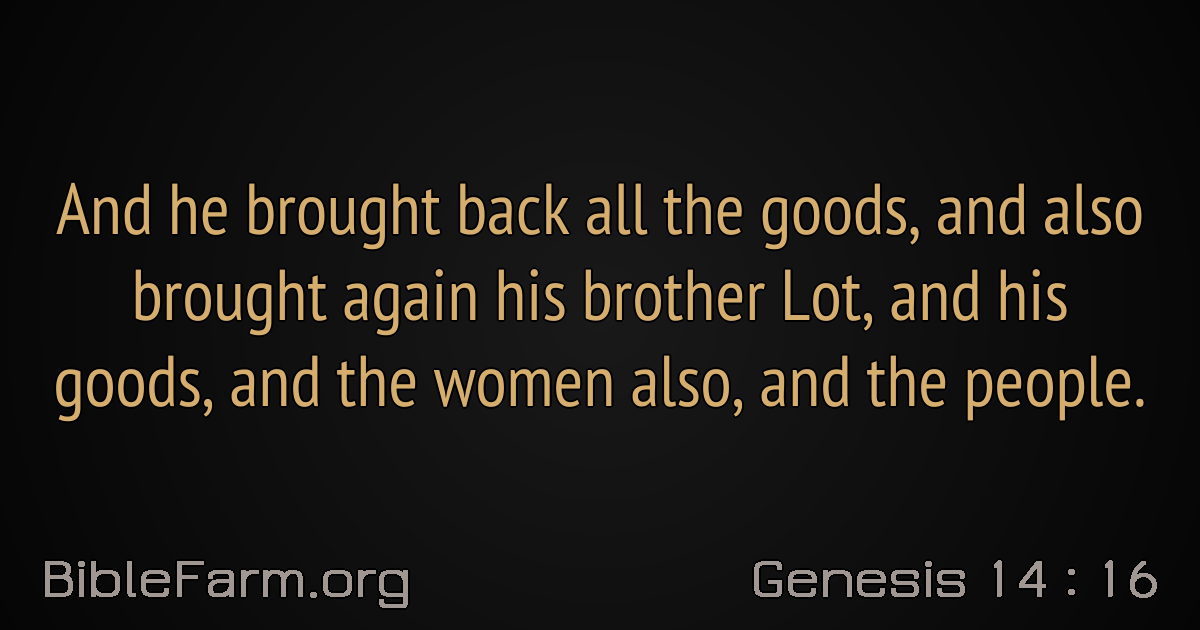 And he brought back all the goods, and also
brought again his brother Lot, and his
goods, and the women also, and the people.
BibleFarm.org
Genesis 14 : 16